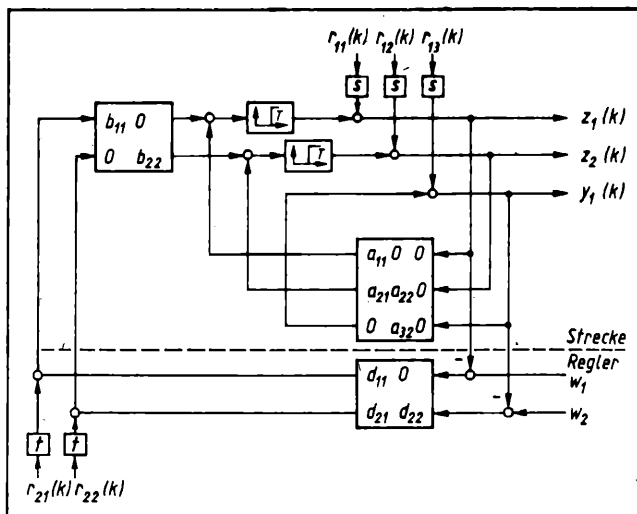 r₁₁(k) r₁₂(k) r₁₃(k)
s s s
b₁₁ 0
0 b₂₂
T
T
z₁(k)
z₂(k)
y₁(k)
a₁₁ 0 0
a₂₁ a₂₂ 0
0 a₃₂ 0
Strecke
Regler
d₁₁ 0
d₂₁ d₂₂
-
w₁
-
w₂
t t
r₂₁(k) r₂₂(k)